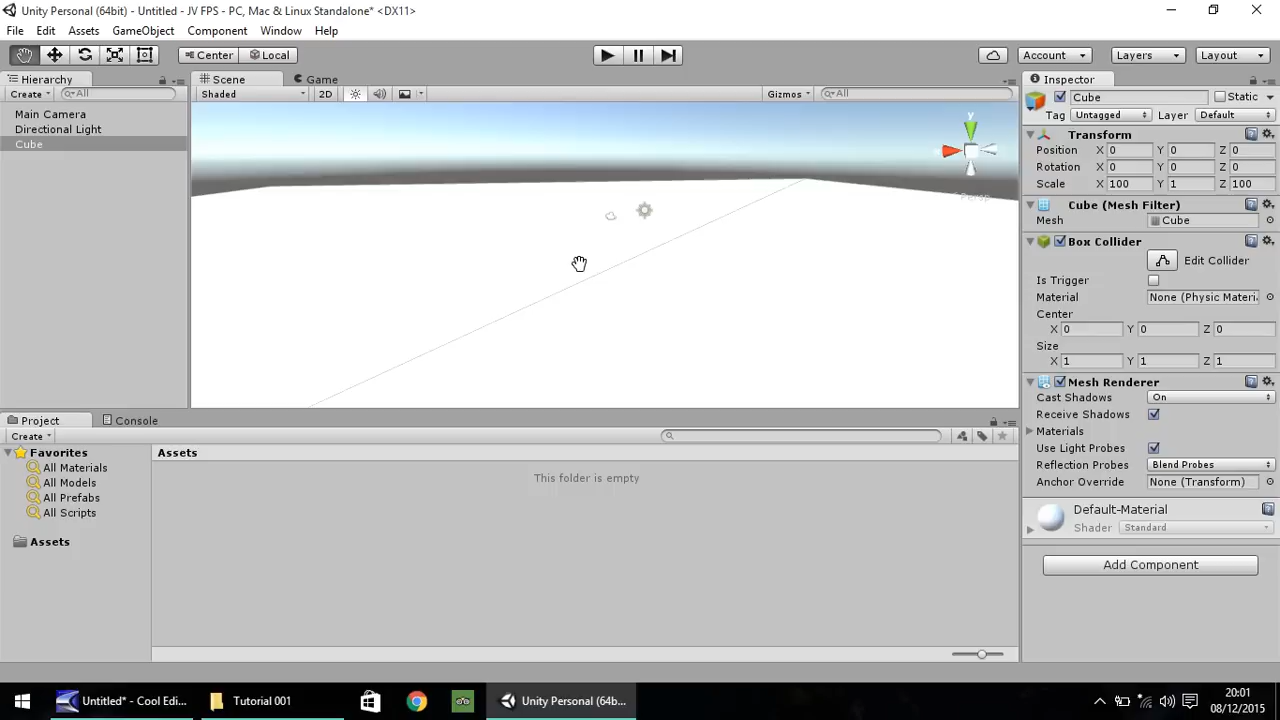 Unity Personal (64bit) - Untitled - JV FPS - PC, Mac & Linux Standalone* <DX11>
File Edit Assets GameObject Component Window Help
Center Local Account Layers Layout
Hierarchy
Create All
Main Camera
Directional Light
Cube
Scene Game
Shaded 2D Gizmos All
y
Persp
Inspector
Cube Static
Tag Untagged Layer Default
Transform
Position X 0 Y 0 Z 0
Rotation X 0 Y 0 Z 0
Scale X 100 Y 1 Z 100
Cube (Mesh Filter)
Mesh Cube
Box Collider
Edit Collider
Is Trigger
Material None (Physic Materi
Center
X 0 Y 0 Z 0
Size
X 1 Y 1 Z 1
Mesh Renderer
Cast Shadows On
Receive Shadows
Materials
Use Light Probes
Reflection Probes Blend Probes
Anchor Override None (Transform)
Default-Material
Shader Standard
Add Component
Project Console
Create
Favorites
All Materials
All Models
All Prefabs
All Scripts
Assets
Assets
This folder is empty
Untitled* - Cool Edi...
Tutorial 001
Unity Personal (64b...
20:01
08/12/2015